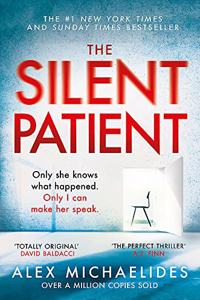 THE #1 NEW YORK TIMES
AND SUNDAY TIMES BESTSELLER
THE
SILENT
PATIENT
Only she knows
what happened.
Only I can
make her speak.
'TOTALLY ORIGINAL' 'THE PERFECT THRILLER'
DAVID BALDACCI A.J. FINN
ALEX MICHAELIDES
OVER A MILLION COPIES SOLD